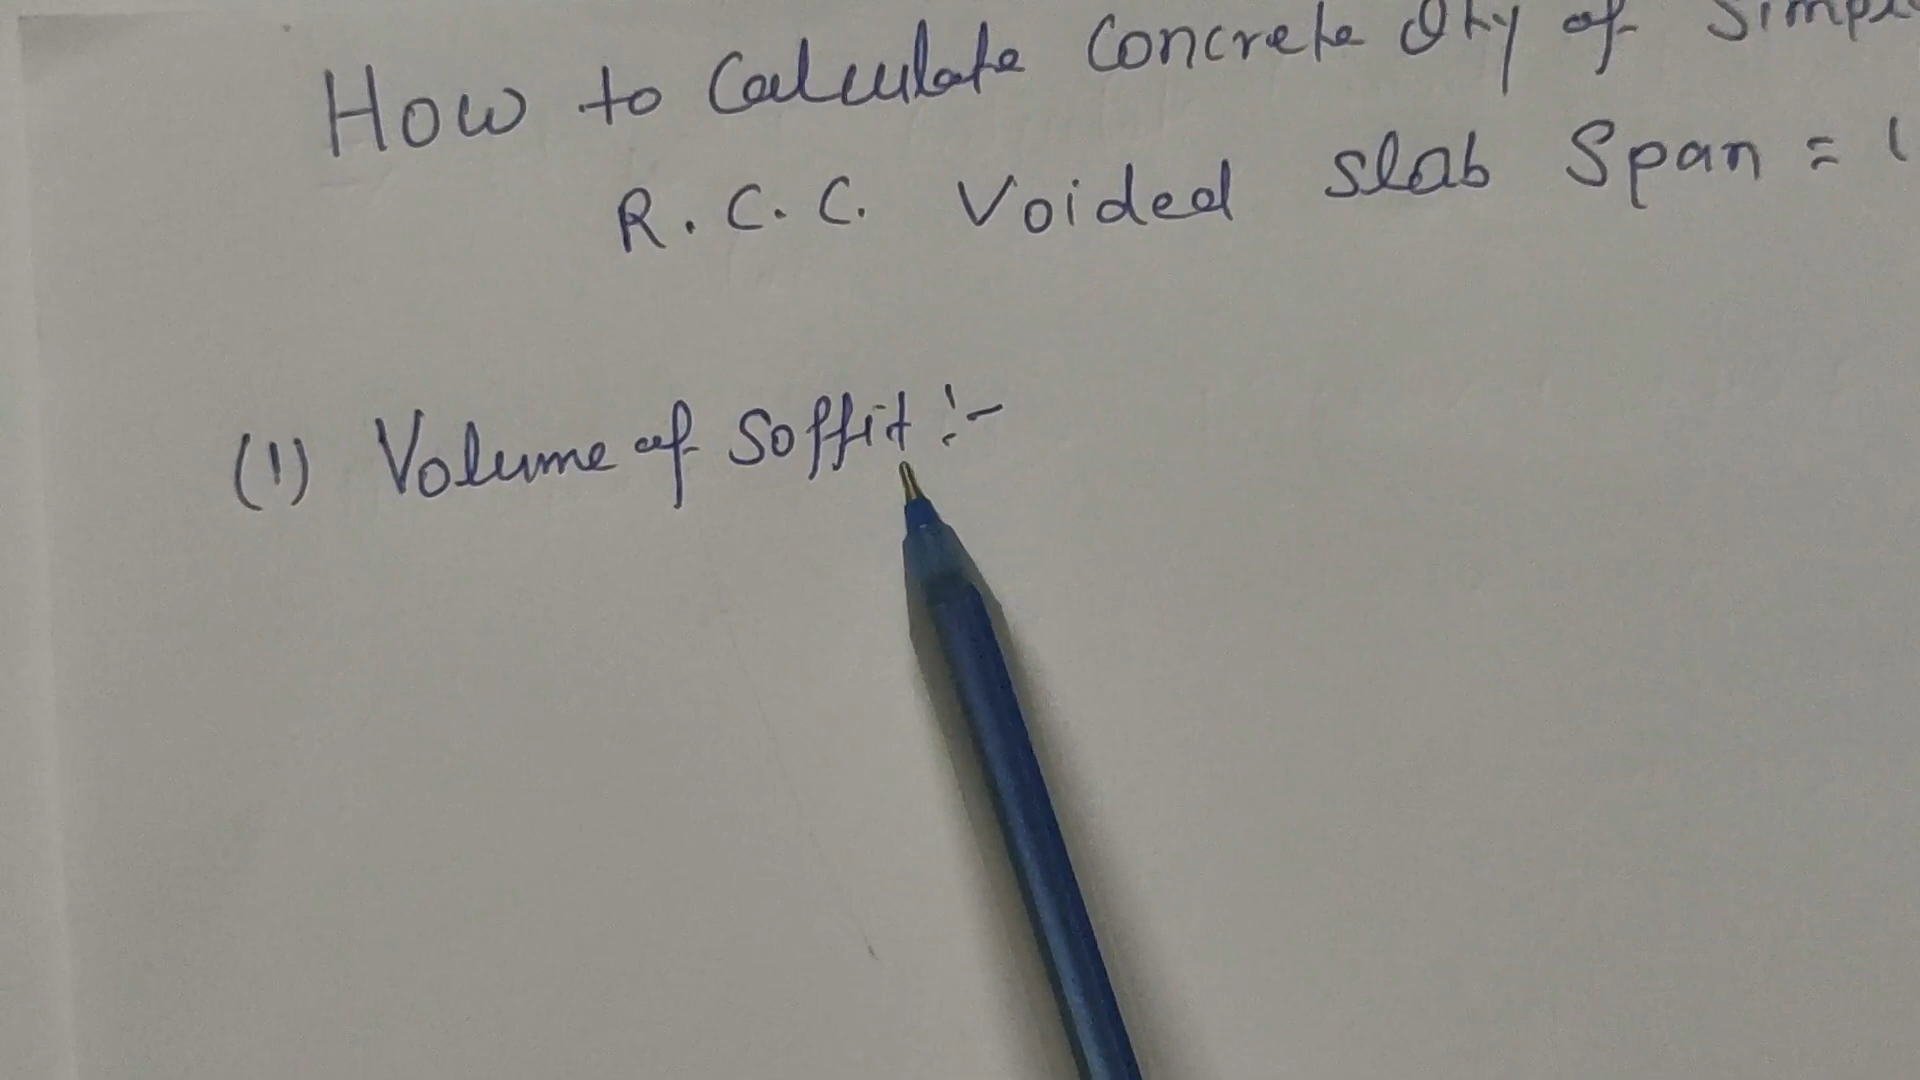 How to Calculate Concrete Qty of
R.C.C. Voided slab Span =
(1) Volume of Soffit :-